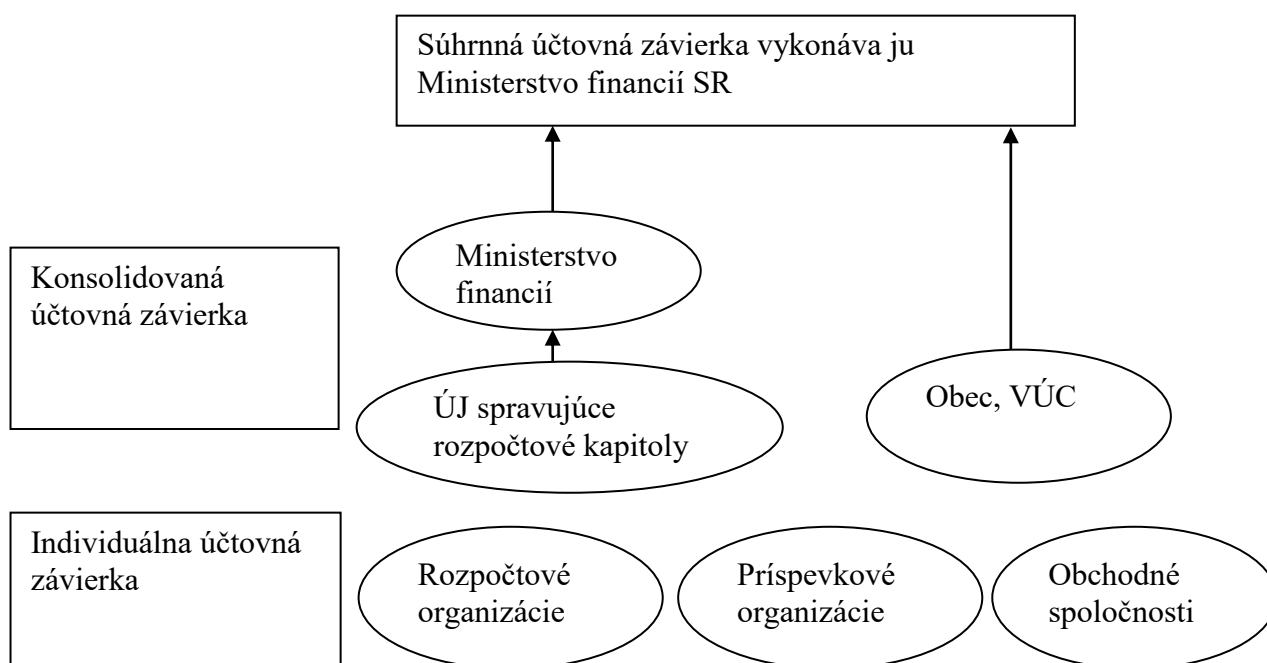 Súhrnná účtovná závierka vykonáva ju
Ministerstvo financií SR
Ministerstvo
financií
Konsolidovaná
účtovná závierka
ÚJ spravujúce
rozpočtové kapitoly
Obec, VÚC
Individuálna účtovná
závierka
Rozpočtové
organizácie
Príspevkové
organizácie
Obchodné
spoločnosti